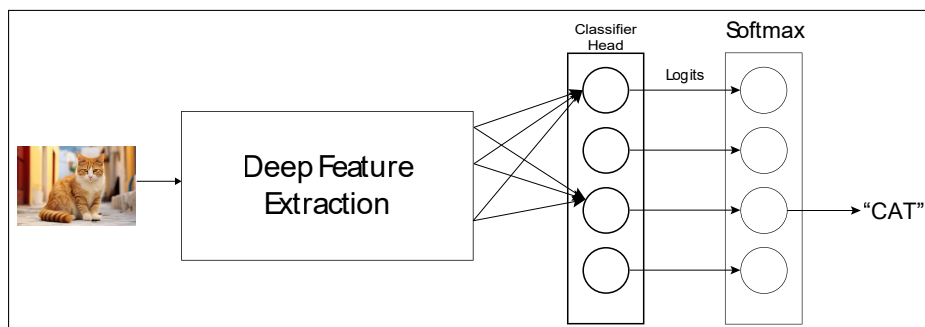 Deep Feature
Extraction
Classifier
Head
Logits
Softmax
“CAT”